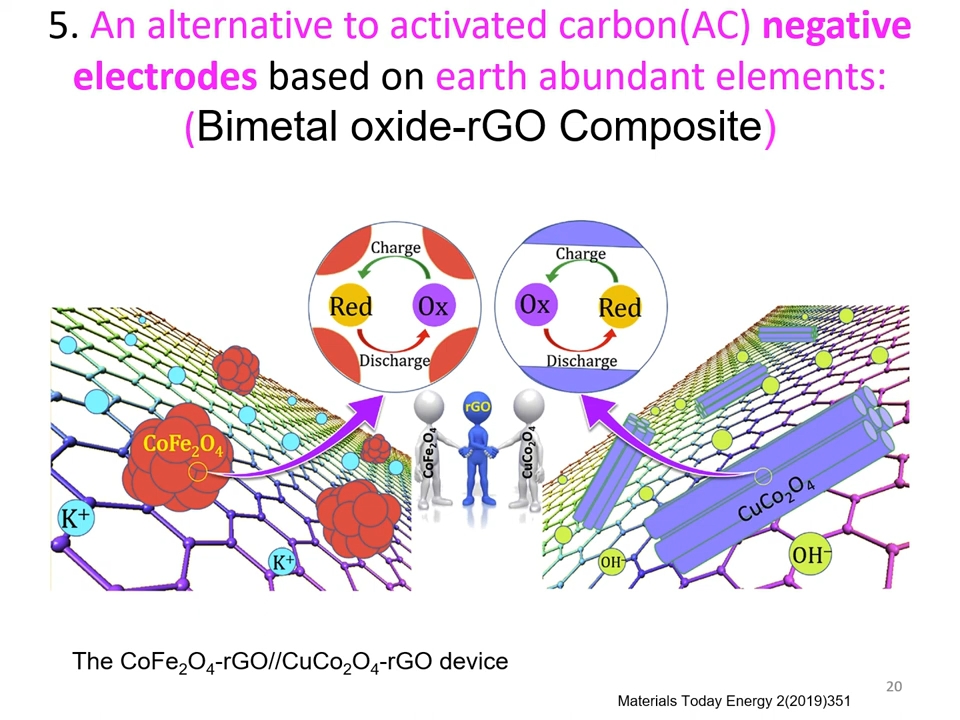 5. An alternative to activated carbon(AC) negative
electrodes based on earth abundant elements:
(Bimetal oxide-rGO Composite)
Charge
Red
Ox
Discharge
Charge
Ox
Red
Discharge
CoFe₂O₄
K⁺
K⁺
CoFe₂O₄
rGO
CuCo₂O₄
CuCo₂O₄
OH⁻
OH⁻
The CoFe₂O₄-rGO//CuCo₂O₄-rGO device
20
Materials Today Energy 2(2019)351